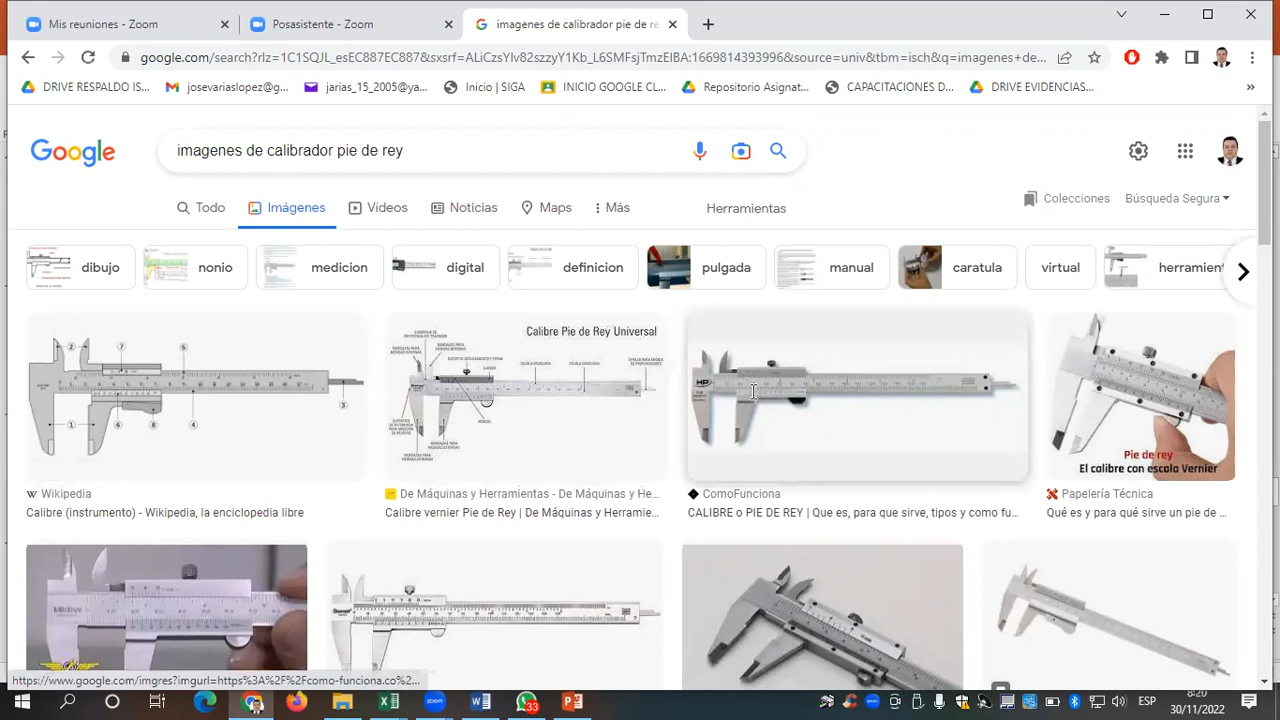 Mis reuniones - Zoom
Posasistente - Zoom
imagenes de calibrador pie de re
google.com/search?rlz=1C1SQJL_esEC887EC887&sxsrf=ALiCzsYlvB2szzyY1Kb_L6SMFsjTmzEIBA:1669814393996&source=univ&tbm=isch&q=imagenes+de...
DRIVE RESPALDO IS...
josevariaslopez@g...
jarias_15_2005@ya...
Inicio | SIGA
INICIO GOOGLE CL...
Repositorio Asignat...
CAPACITACIONES D...
DRIVE EVIDENCIAS...
Google
imagenes de calibrador pie de rey
Todo
Imágenes
Vídeos
Noticias
Maps
Más
Herramientas
Colecciones
Búsqueda Segura
dibujo
nonio
medicion
digital
definicion
pulgada
manual
caratula
virtual
herramien
Calibre Pie de Rey Universal
HP
Pie de rey
El calibre con escala Vernier
W Wikipedia
Calibre (instrumento) - Wikipedia, la enciclopedia libre
De Máquinas y Herramientas - De Máquinas y He...
Calibre vernier Pie de Rey | De Máquinas y Herramie...
ComoFunciona
CALIBRE o PIE DE REY | Que es, para que sirve, tipos y como fu...
Papelería Técnica
Qué es y para qué sirve un pie de ...
https://www.google.com/imgres?imgurl=https%3A%2F%2Fcomo-funciona.co%2...
33
ESP
8:20
30/11/2022